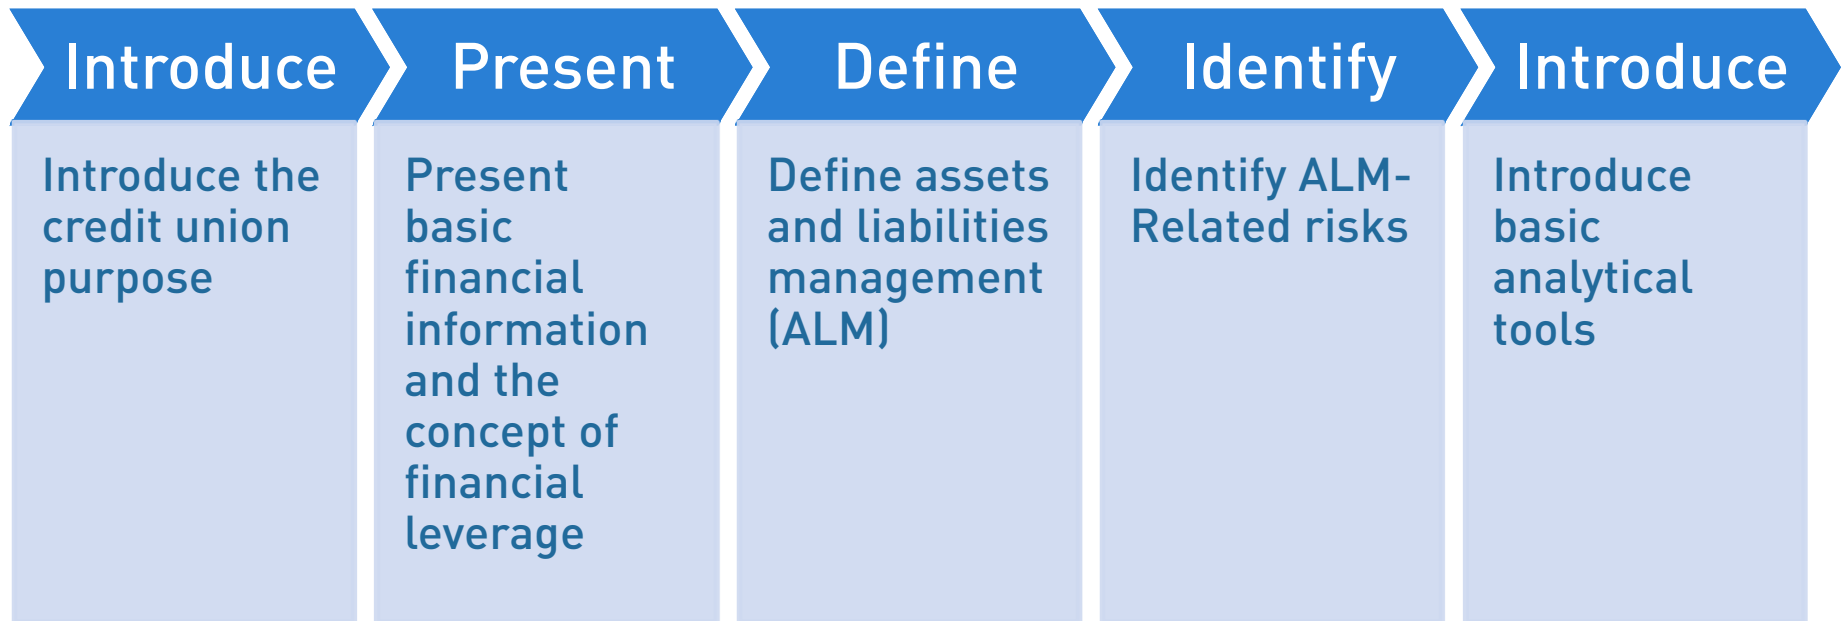 Introduce
Introduce the
credit union
purpose
Present
Present
basic
financial
information
and the
concept of
financial
leverage
Define
Define assets
and liabilities
management
(ALM)
Identify
Identify ALM-
Related risks
Introduce
Introduce
basic
analytical
tools